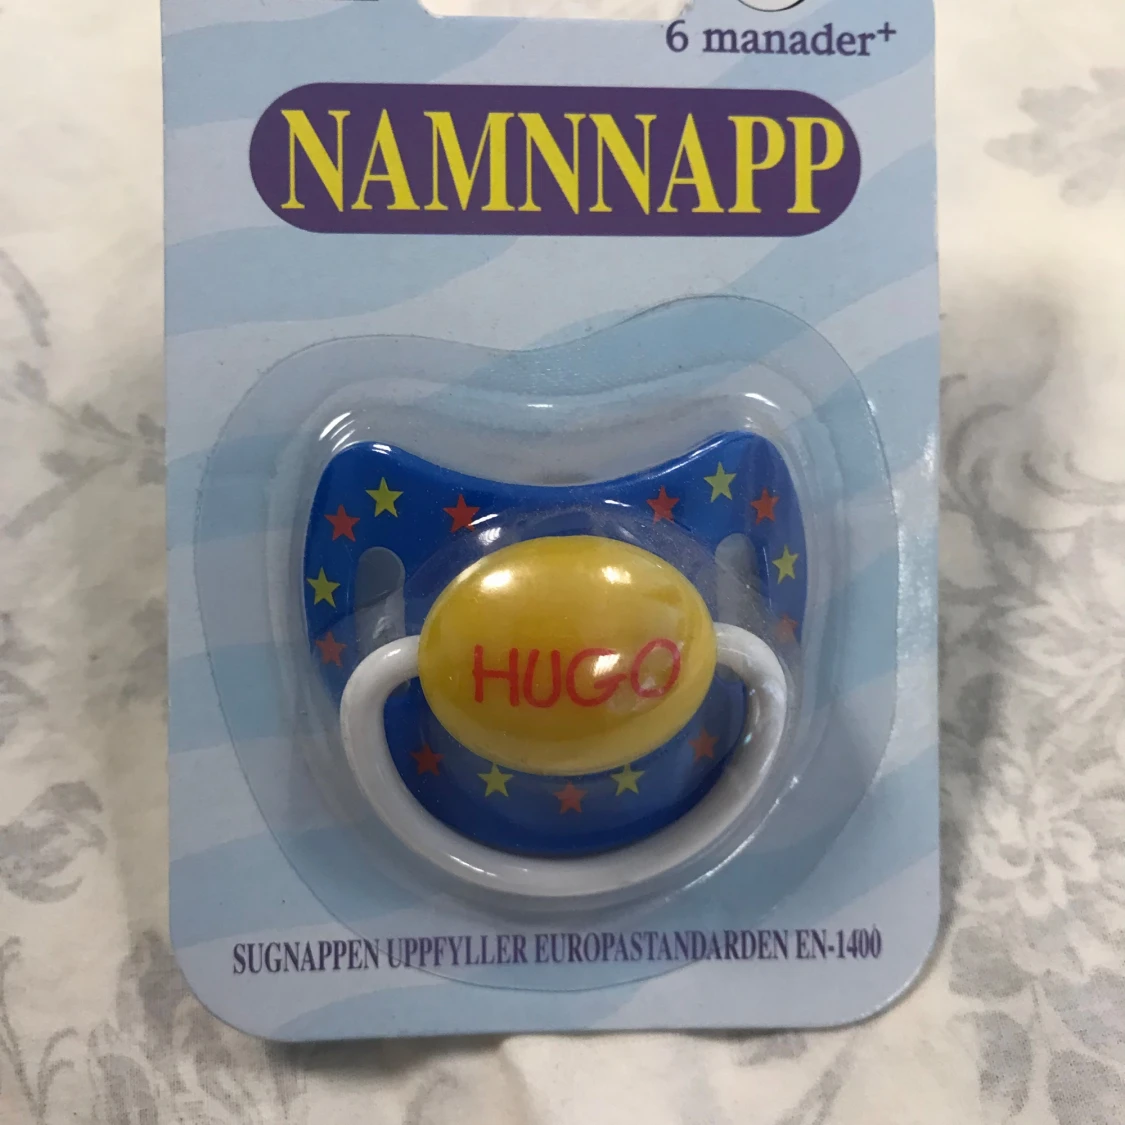 6 manader+
NAMNNAPP
HUGO
SUGNAPPEN UPPFYLLER EUROPASTANDARDEN EN-1400